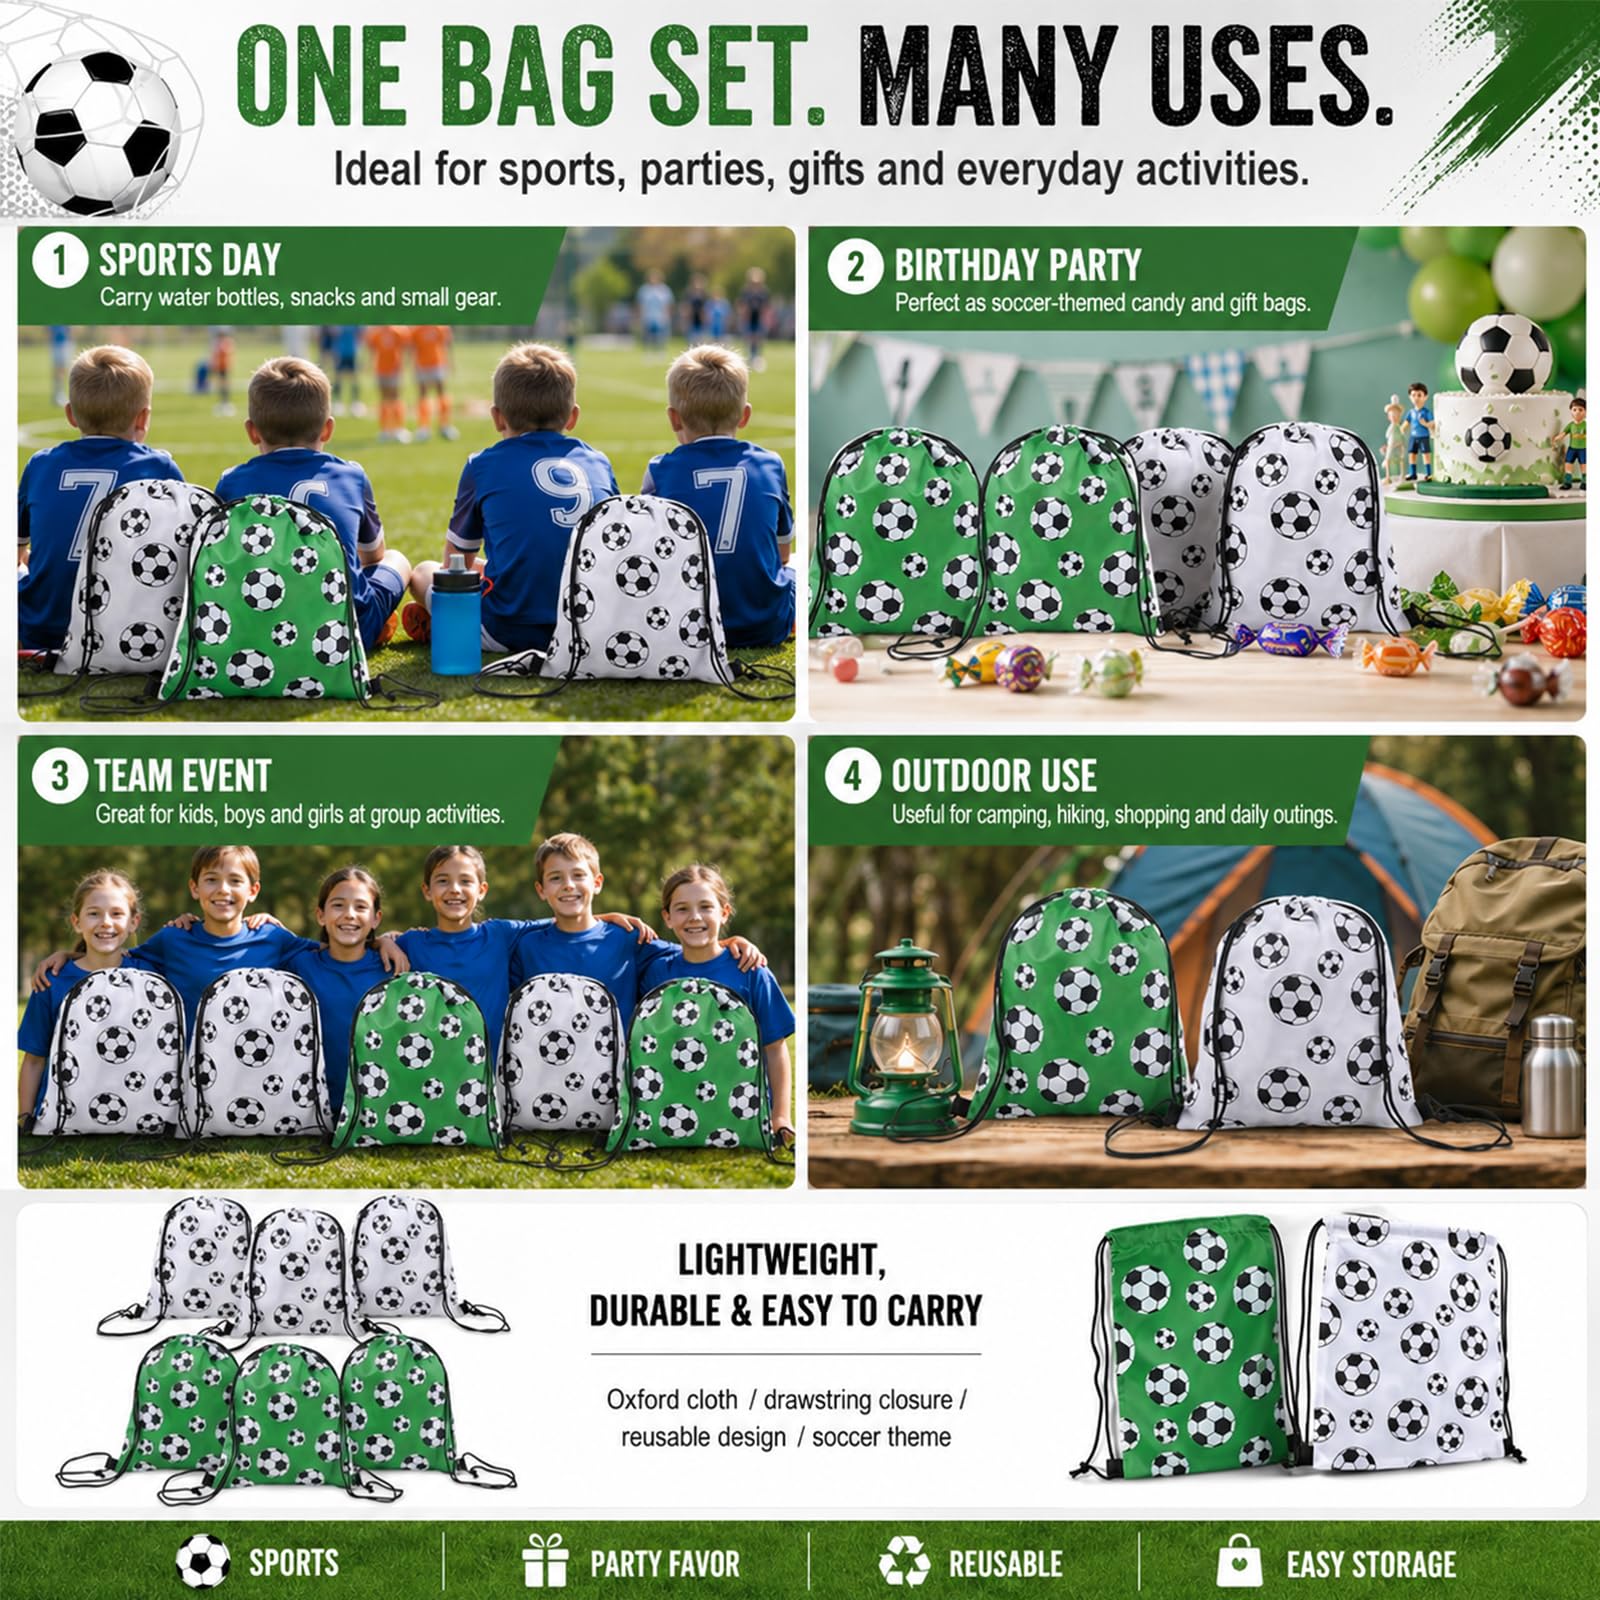 ONE BAG SET. MANY USES.
Ideal for sports, parties, gifts and everyday activities.
1 SPORTS DAY
Carry water bottles, snacks and small gear.
7
9
7
2 BIRTHDAY PARTY
Perfect as soccer-themed candy and gift bags.
3 TEAM EVENT
Great for kids, boys and girls at group activities.
4 OUTDOOR USE
Useful for camping, hiking, shopping and daily outings.
LIGHTWEIGHT,
DURABLE & EASY TO CARRY
Oxford cloth / drawstring closure /
reusable design / soccer theme
SPORTS
PARTY FAVOR
REUSABLE
EASY STORAGE